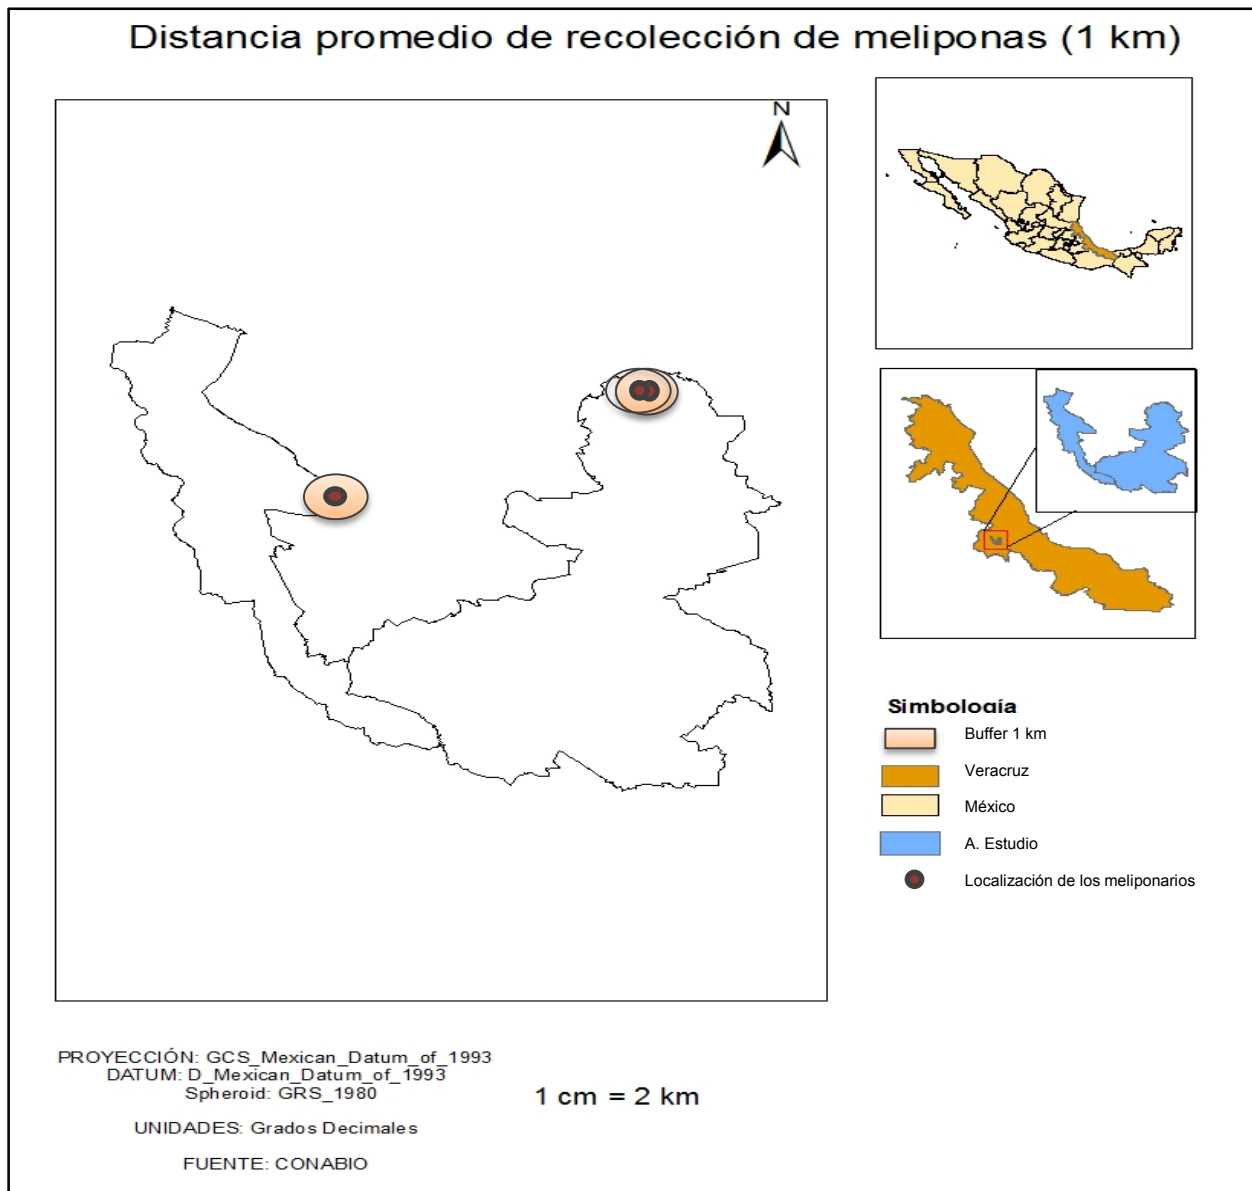 Distancia promedio de recolección de meliponas (1 km)
N
Simbología
Buffer 1 km
Veracruz
México
A. Estudio
Localización de los meliponarios
PROYECCIÓN: GCS_Mexican_Datum_of_1993
DATUM: D_Mexican_Datum_of_1993
Spheroid: GRS_1980
1 cm = 2 km
UNIDADES: Grados Decimales
FUENTE: CONABIO